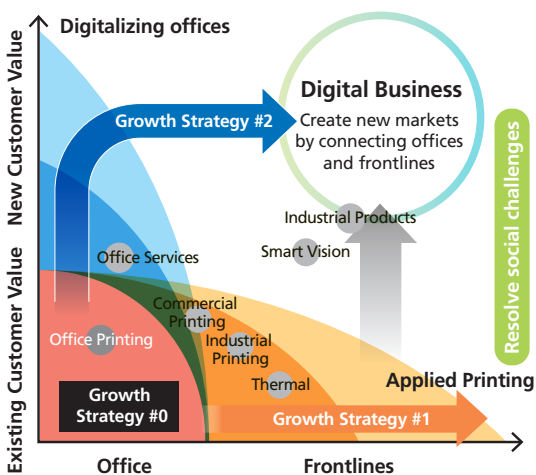 Digitalizing offices
New Customer Value
Existing Customer Value
Growth Strategy #2
Digital Business
Create new markets
by connecting offices
and frontlines
Resolve social challenges
Industrial Products
Smart Vision
Office Services
Commercial
Printing
Office Printing
Industrial
Printing
Thermal
Applied Printing
Growth
Strategy #0
Growth Strategy #1
Office
Frontlines